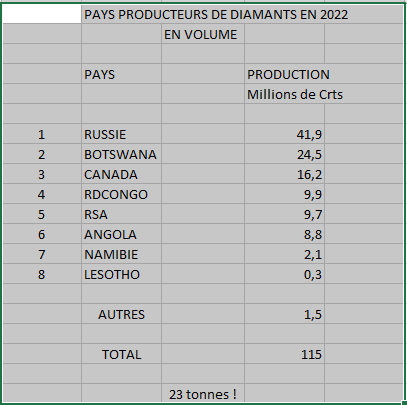 PAYS PRODUCTEURS DE DIAMANTS EN 2022
EN VOLUME
PAYS PRODUCTION
Millions de Crts
1 RUSSIE 41,9
2 BOTSWANA 24,5
3 CANADA 16,2
4 RDCONGO 9,9
5 RSA 9,7
6 ANGOLA 8,8
7 NAMIBIE 2,1
8 LESOTHO 0,3
AUTRES 1,5
TOTAL 115
23 tonnes !